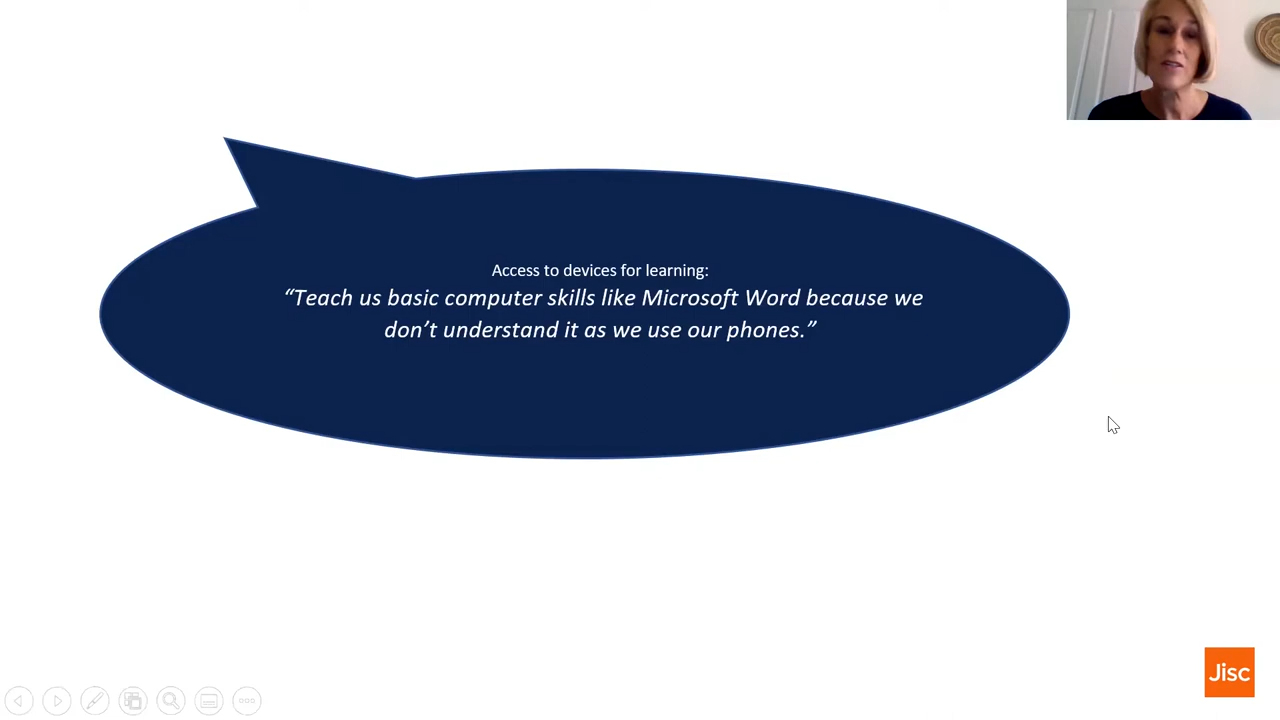 Access to devices for learning:
“Teach us basic computer skills like Microsoft Word because we
don’t understand it as we use our phones.”
Jisc